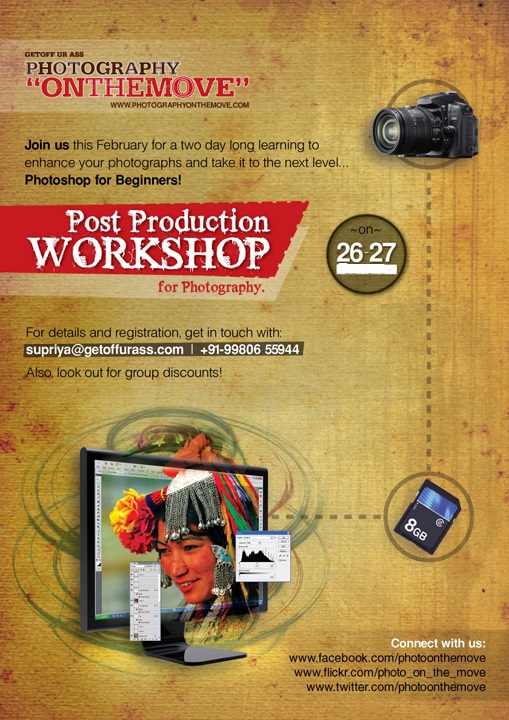 GETOFF UR ASS
PHOTOGRAPHY
“ONTHEMOVE”
WWW.PHOTOGRAPHYONTHEMOVE.COM
Join us this February for a two day long learning to
enhance your photographs and take it to the next level...
Photoshop for Beginners!
Post Production
WORKSHOP
for Photography.
~on~
26-27
For details and registration, get in touch with:
supriya@getoffurass.com | +91-99806 55944
Also, look out for group discounts!
8GB
Connect with us:
www.facebook.com/photoonthemove
www.flickr.com/photo_on_the_move
www.twitter.com/photoonthemove